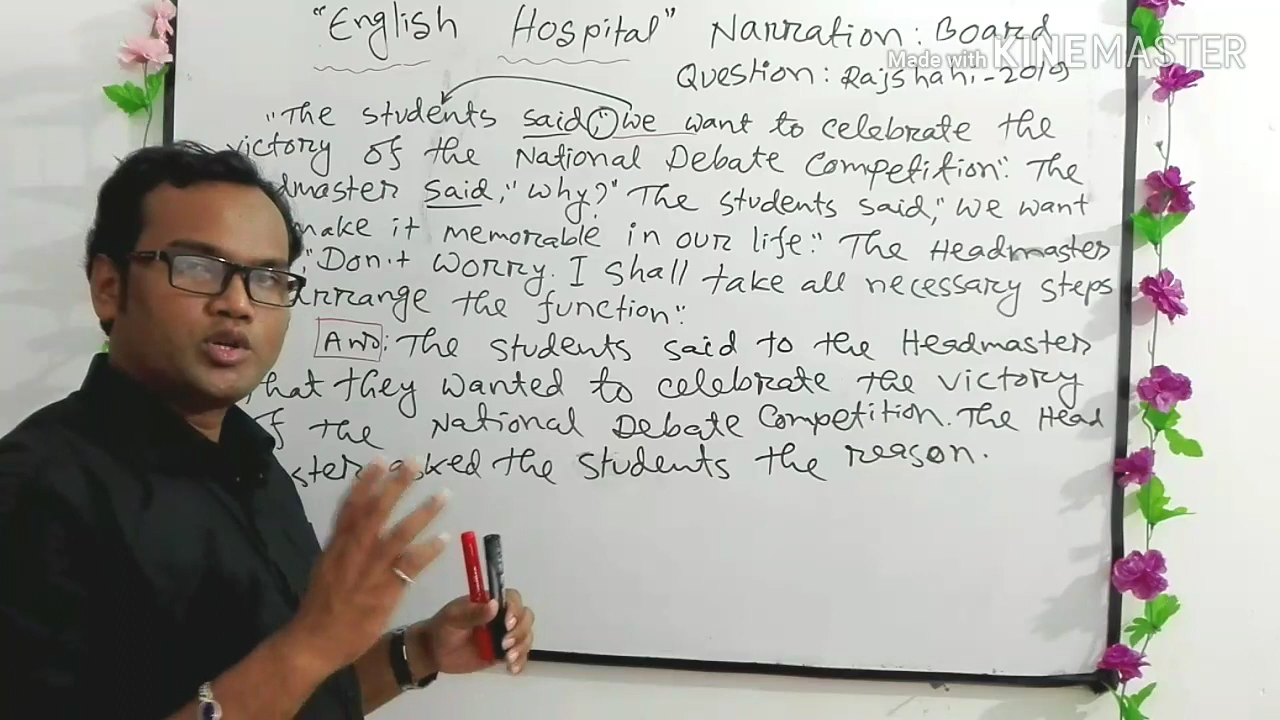 "English Hospital" Narration: Board
Made with KINEMASTER
Question: Rajshahi-2019
"The students said, "we want to celebrate the
victory of the National Debate Competition". The
dmaster said, "why?" The students said, "we want
make it memorable in our life." The Headmaster
"Don't worry. I shall take all necessary steps
arrange the function".
Ans: The students said to the Headmaster
that they wanted to celebrate the victory
of the National Debate Competition. The Head
ster asked the students the reason.